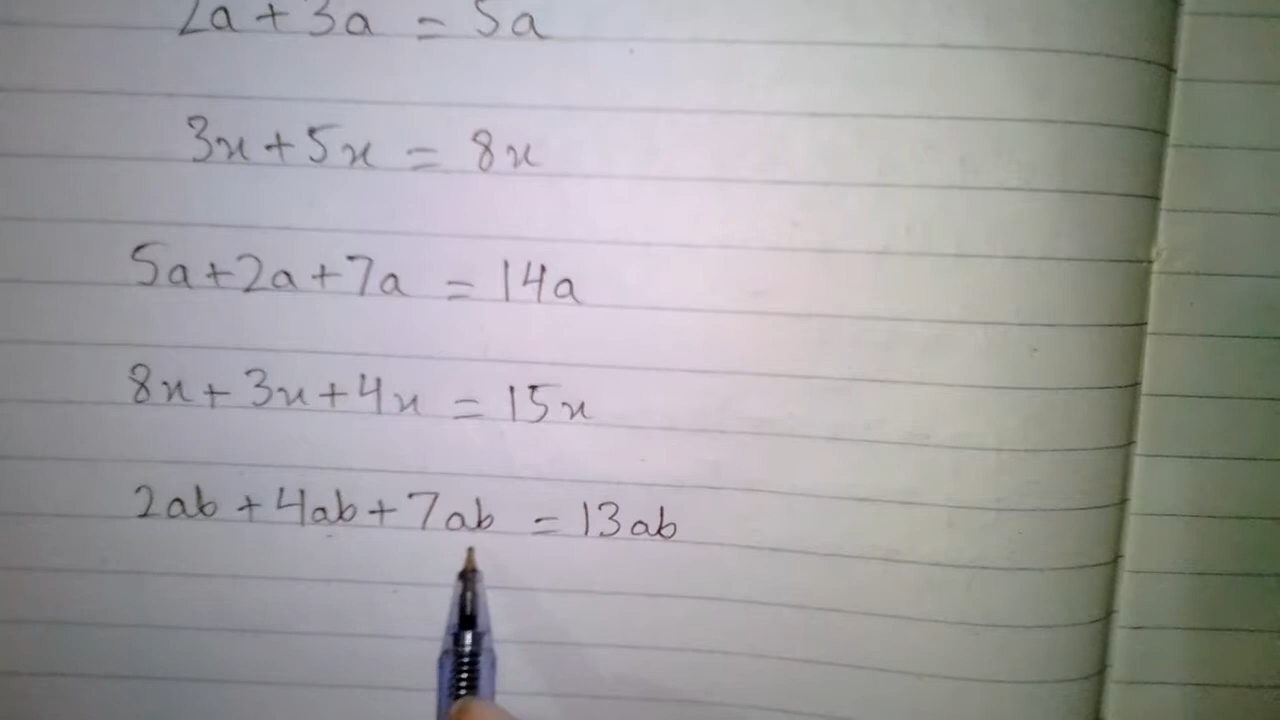 2a + 3a = 5a
3x + 5x = 8x
5a + 2a + 7a = 14a
8x + 3x + 4x = 15x
2ab + 4ab + 7ab = 13ab